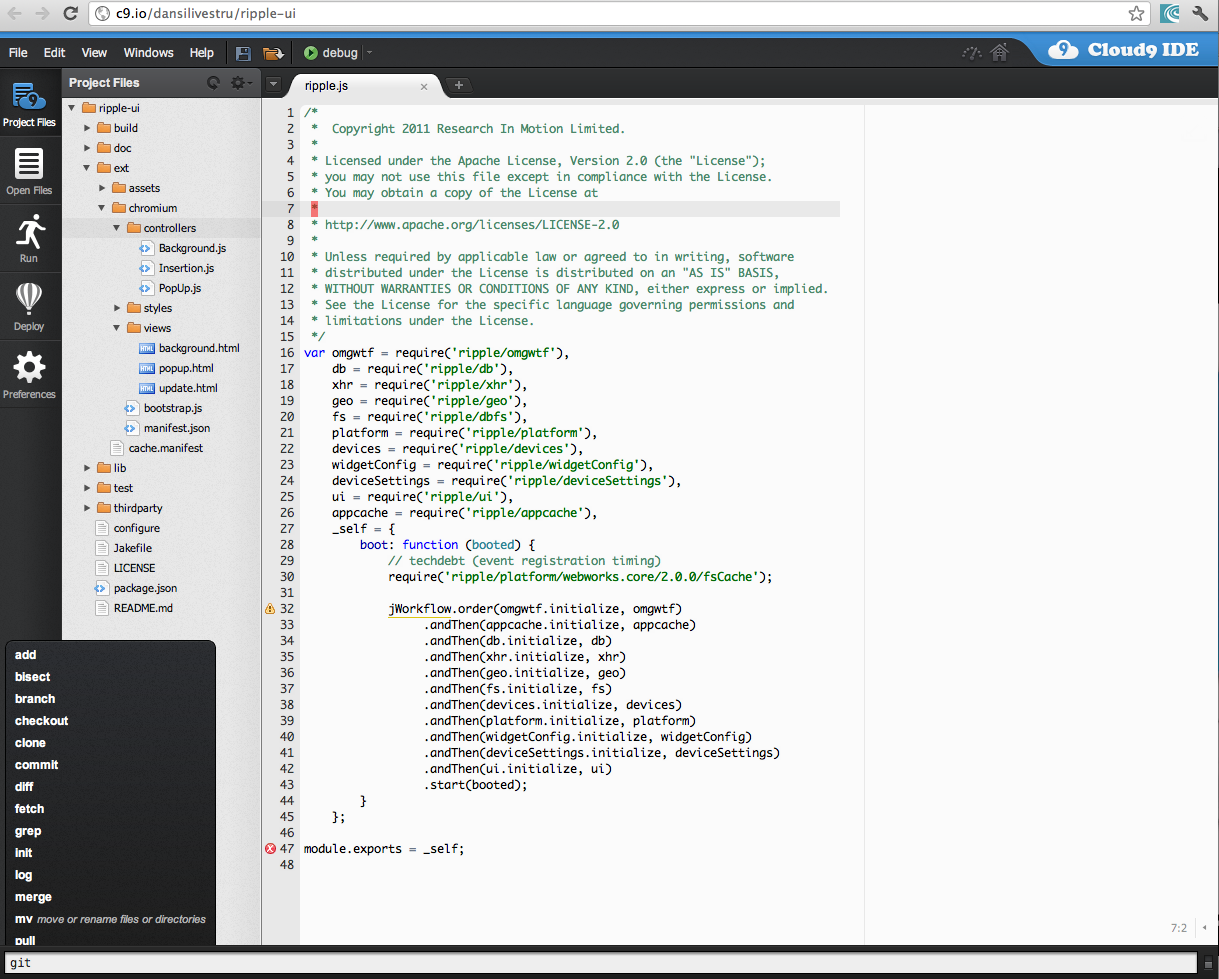 c9.io/dansilivestru/ripple-ui
File Edit View Windows Help debug
Cloud9 IDE
Project Files
Open Files
Run
Deploy
Preferences
Project Files
ripple-ui
build
doc
ext
assets
chromium
controllers
Background.js
Insertion.js
PopUp.js
styles
views
background.html
popup.html
update.html
bootstrap.js
manifest.json
cache.manifest
lib
test
thirdparty
configure
Jakefile
LICENSE
package.json
README.md
ripple.js
1 /*
2  *  Copyright 2011 Research In Motion Limited.
3  *
4  * Licensed under the Apache License, Version 2.0 (the "License");
5  * you may not use this file except in compliance with the License.
6  * You may obtain a copy of the License at
7  *
8  * http://www.apache.org/licenses/LICENSE-2.0
9  *
10  * Unless required by applicable law or agreed to in writing, software
11  * distributed under the License is distributed on an "AS IS" BASIS,
12  * WITHOUT WARRANTIES OR CONDITIONS OF ANY KIND, either express or implied.
13  * See the License for the specific language governing permissions and
14  * limitations under the License.
15  */
16 var omgwtf = require('ripple/omgwtf'),
17     db = require('ripple/db'),
18     xhr = require('ripple/xhr'),
19     geo = require('ripple/geo'),
20     fs = require('ripple/dbfs'),
21     platform = require('ripple/platform'),
22     devices = require('ripple/devices'),
23     widgetConfig = require('ripple/widgetConfig'),
24     deviceSettings = require('ripple/deviceSettings'),
25     ui = require('ripple/ui'),
26     appcache = require('ripple/appcache'),
27     _self = {
28         boot: function (booted) {
29             // techdebt (event registration timing)
30             require('ripple/platform/webworks.core/2.0.0/fsCache');
31
32             jWorkflow.order(omgwtf.initialize, omgwtf)
33                  .andThen(appcache.initialize, appcache)
34                  .andThen(db.initialize, db)
35                  .andThen(xhr.initialize, xhr)
36                  .andThen(geo.initialize, geo)
37                  .andThen(fs.initialize, fs)
38                  .andThen(devices.initialize, devices)
39                  .andThen(platform.initialize, platform)
40                  .andThen(widgetConfig.initialize, widgetConfig)
41                  .andThen(deviceSettings.initialize, deviceSettings)
42                  .andThen(ui.initialize, ui)
43                  .start(booted);
44         }
45     };
46
47 module.exports = _self;
48
7:2
add
bisect
branch
checkout
clone
commit
diff
fetch
grep
init
log
merge
mv move or rename files or directories
pull
git